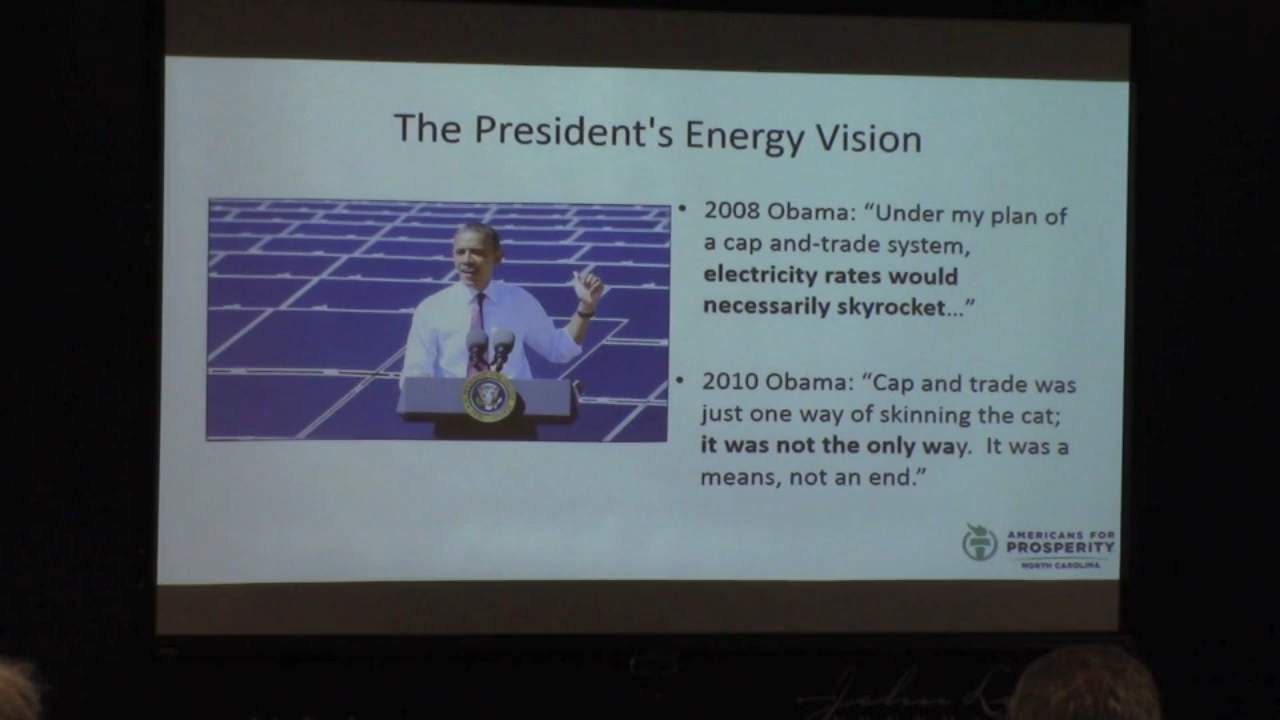 The President's Energy Vision
• 2008 Obama: “Under my plan of
a cap and-trade system,
electricity rates would
necessarily skyrocket…”
• 2010 Obama: “Cap and trade was
just one way of skinning the cat;
it was not the only way. It was a
means, not an end.”
AMERICANS FOR
PROSPERITY
NORTH CAROLINA
John